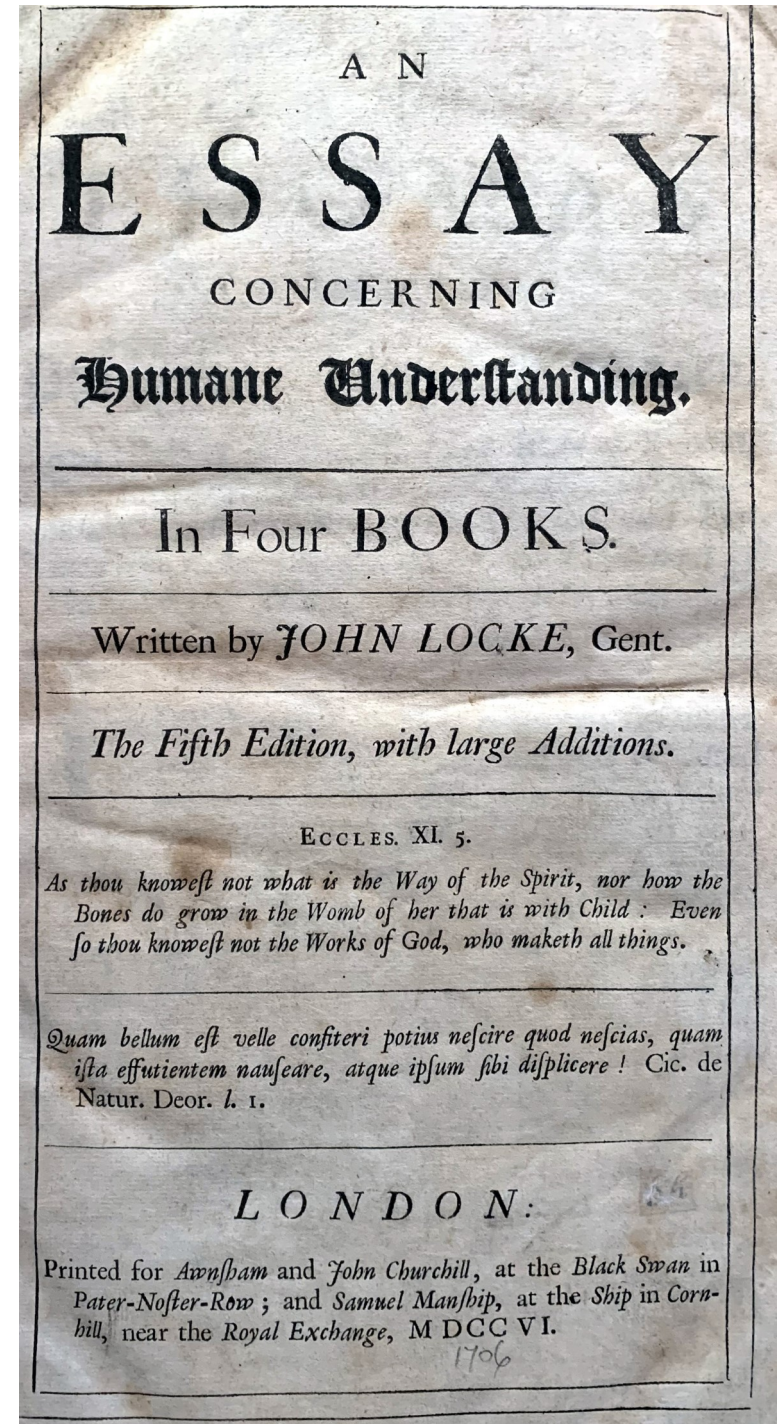 AN
ESSAY
CONCERNING
Humane Underſtanding.
In Four BOOKS.
Written by JOHN LOCKE, Gent.
The Fifth Edition, with large Additions.
ECCLES. XI. 5.
As thou knoweſt not what is the Way of the Spirit, nor how the
Bones do grow in the Womb of her that is with Child : Even
ſo thou knoweſt not the Works of God, who maketh all things.
Quam bellum eſt velle confiteri potius neſcire quod neſcias, quam
iſta effutientem nauſeare, atque ipſum ſibi diſplicere ! Cic. de
Natur. Deor. l. 1.
LONDON:
Printed for Awnſham and John Churchill, at the Black Swan in
Pater-Noſter-Row ; and Samuel Manſhip, at the Ship in Corn-
hill, near the Royal Exchange, M DCC VI.
1706